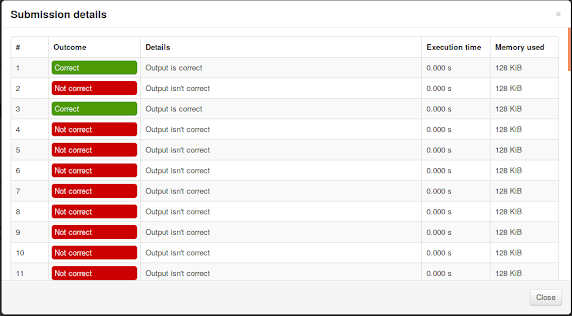 Submission details ×
# Outcome Details Execution time Memory used
1 Correct Output is correct 0.000 s 128 KiB
2 Not correct Output isn't correct 0.000 s 128 KiB
3 Correct Output is correct 0.000 s 128 KiB
4 Not correct Output isn't correct 0.000 s 128 KiB
5 Not correct Output isn't correct 0.000 s 128 KiB
6 Not correct Output isn't correct 0.000 s 128 KiB
7 Not correct Output isn't correct 0.000 s 128 KiB
8 Not correct Output isn't correct 0.000 s 128 KiB
9 Not correct Output isn't correct 0.000 s 128 KiB
10 Not correct Output isn't correct 0.000 s 128 KiB
11 Not correct Output isn't correct 0.000 s 128 KiB
Close